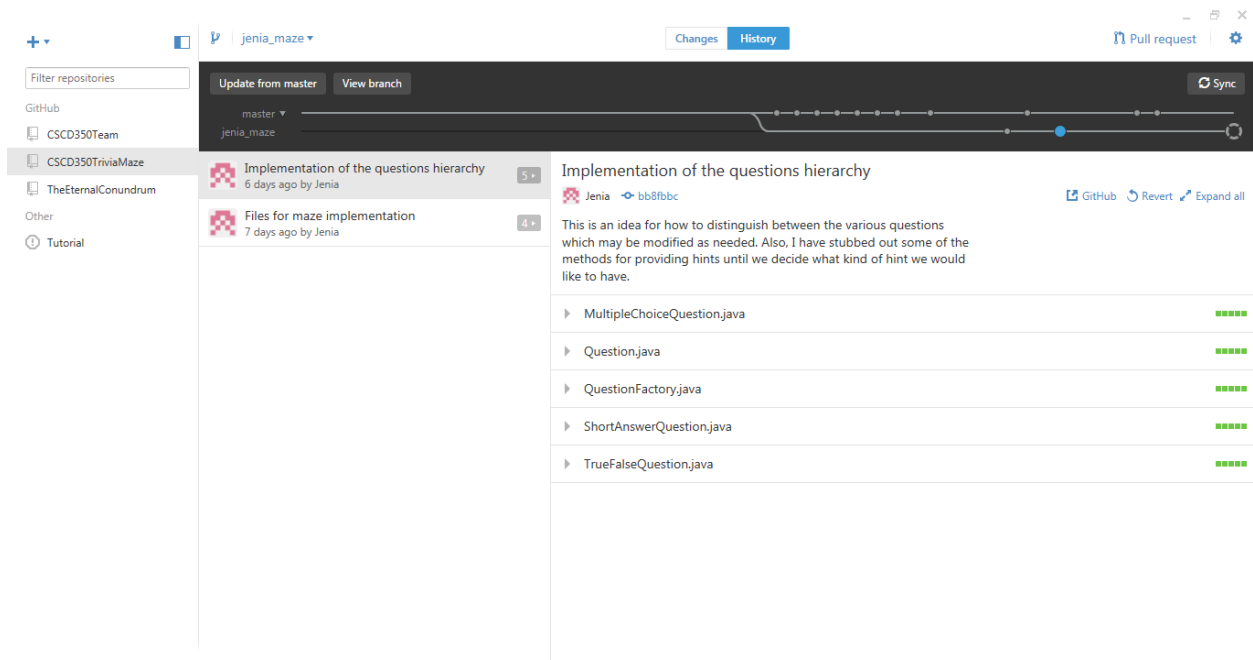 jenia_maze
Changes
History
Pull request
Filter repositories
GitHub
CSCD350Team
CSCD350TriviaMaze
TheEternalConundrum
Other
Tutorial
Update from master
View branch
Sync
master
jenia_maze
Implementation of the questions hierarchy
6 days ago by Jenia
5
Files for maze implementation
7 days ago by Jenia
4
Implementation of the questions hierarchy
Jenia
bb8fbbc
GitHub
Revert
Expand all
This is an idea for how to distinguish between the various questions
which may be modified as needed. Also, I have stubbed out some of the
methods for providing hints until we decide what kind of hint we would
like to have.
MultipleChoiceQuestion.java
Question.java
QuestionFactory.java
ShortAnswerQuestion.java
TrueFalseQuestion.java